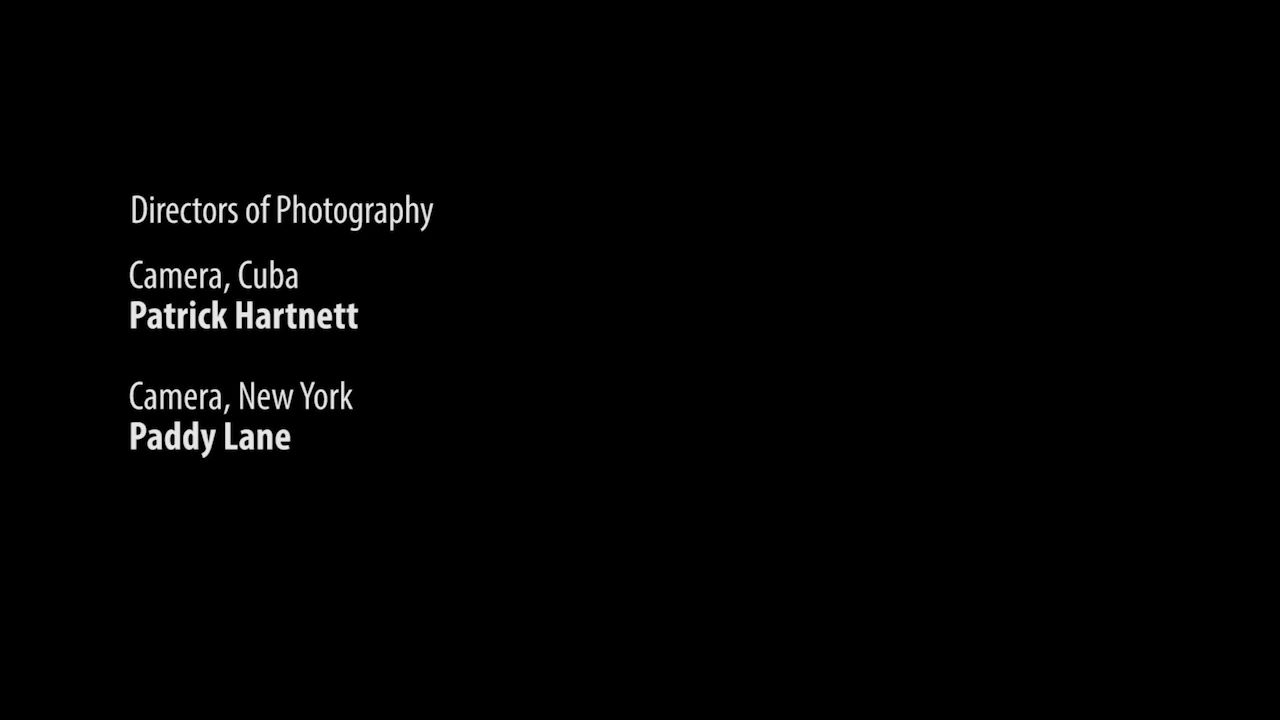 Directors of Photography
Camera, Cuba
Patrick Hartnett
Camera, New York
Paddy Lane